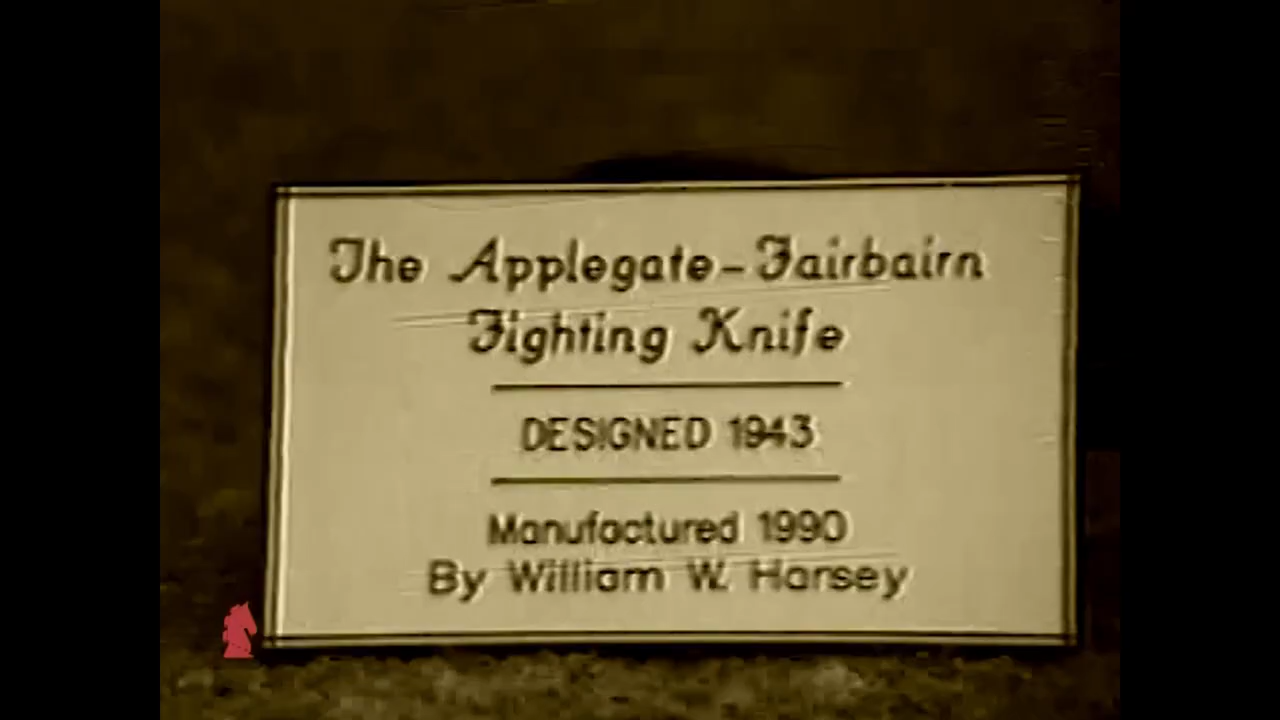 The Applegate-Fairbairn
Fighting Knife
DESIGNED 1943
Manufactured 1990
By William W. Harsey